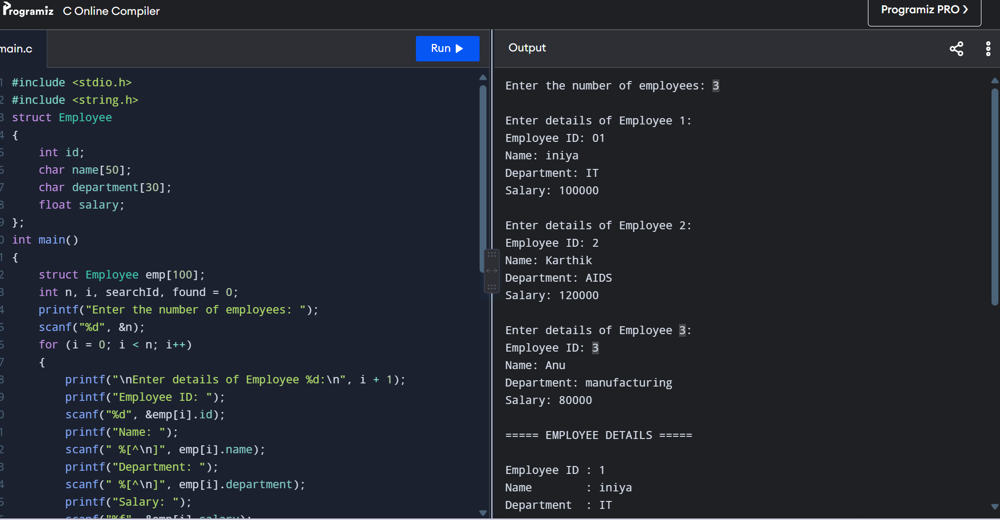 Programiz C Online Compiler
Programiz PRO
main.c
Run
#include <stdio.h>
#include <string.h>
struct Employee
{
    int id;
    char name[50];
    char department[30];
    float salary;
};
int main()
{
    struct Employee emp[100];
    int n, i, searchId, found = 0;
    printf("Enter the number of employees: ");
    scanf("%d", &n);
    for (i = 0; i < n; i++)
    {
        printf("\nEnter details of Employee %d:\n", i + 1);
        printf("Employee ID: ");
        scanf("%d", &emp[i].id);
        printf("Name: ");
        scanf(" %[^\n]", emp[i].name);
        printf("Department: ");
        scanf(" %[^\n]", emp[i].department);
        printf("Salary: ");
        scanf("%f", &emp[i].salary);
Output
Enter the number of employees: 3
Enter details of Employee 1:
Employee ID: 01
Name: iniya
Department: IT
Salary: 100000
Enter details of Employee 2:
Employee ID: 2
Name: Karthik
Department: AIDS
Salary: 120000
Enter details of Employee 3:
Employee ID: 3
Name: Anu
Department: manufacturing
Salary: 80000
===== EMPLOYEE DETAILS =====
Employee ID : 1
Name        : iniya
Department  : IT